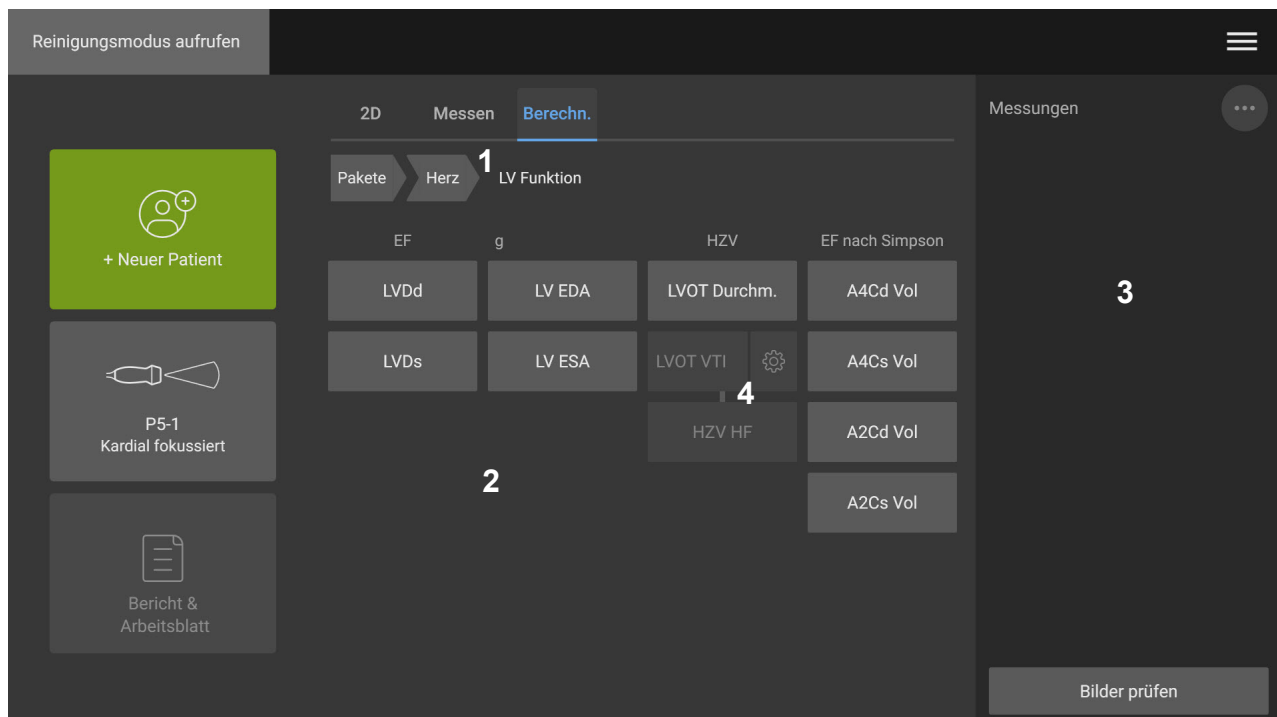 Reinigungsmodus aufrufen
2D Messen Berechn.
Messungen
1
Pakete Herz LV Funktion
+ Neuer Patient
EF g HZV EF nach Simpson
LVDd LV EDA LVOT Durchm. A4Cd Vol
3
LVDs LV ESA LVOT VTI A4Cs Vol
4
P5-1
Kardial fokussiert
HZV HF A2Cd Vol
2
A2Cs Vol
Bericht &
Arbeitsblatt
Bilder prüfen